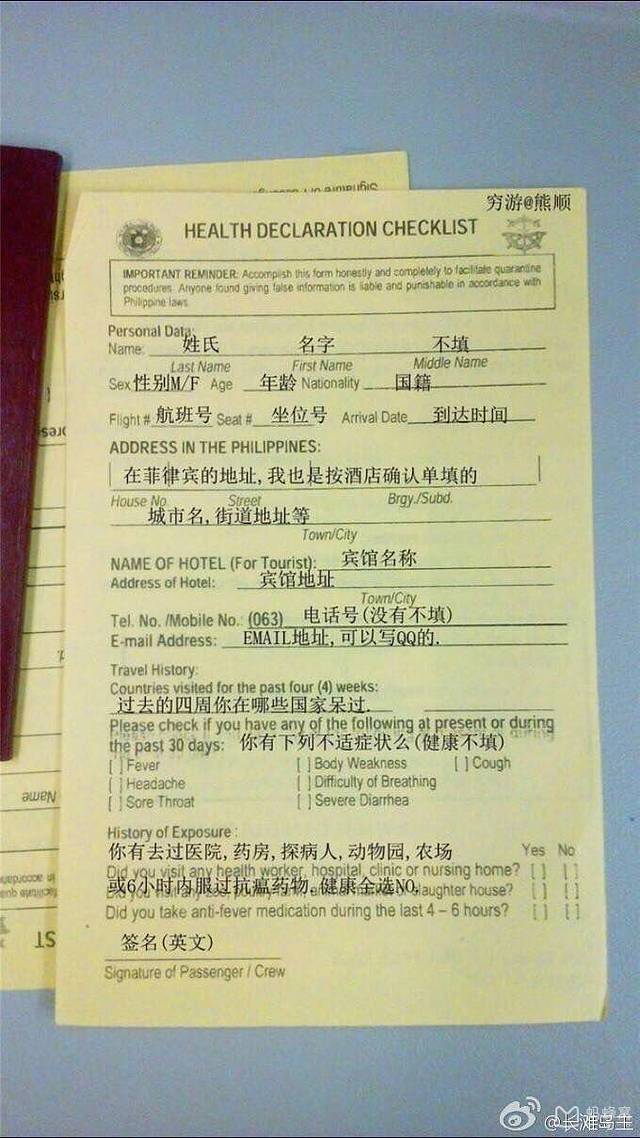 穷游@熊顺
HEALTH DECLARATION CHECKLIST
IMPORTANT REMINDER: Accomplish this form honestly and completely to facilitate quarantine
procedures. Anyone found giving false information is liable and punishable in accordance with
Philippine laws.
Personal Data:
Name: 姓氏 名字 不填
Last Name First Name Middle Name
Sex 性别M/F Age 年龄 Nationality 国籍
Flight # 航班号 Seat # 坐位号 Arrival Date 到达时间
ADDRESS IN THE PHILIPPINES:
在菲律宾的地址,我也是按酒店确认单填的
House No. Street Brgy./Subd.
城市名,街道地址等
Town/City
NAME OF HOTEL (For Tourist): 宾馆名称
Address of Hotel: 宾馆地址
Town/City
Tel. No. /Mobile No. (063) 电话号(没有不填)
E-mail Address: EMAIL地址,可以写QQ的.
Travel History:
Countries visited for the past four (4) weeks:
过去的四周你在哪些国家呆过.
Please check if you have any of the following at present or during
the past 30 days: 你有下列不适症状么(健康不填)
[ ] Fever [ ] Body Weakness [ ] Cough
[ ] Headache [ ] Difficulty of Breathing
[ ] Sore Throat [ ] Severe Diarrhea
History of Exposure :
你有去过医院,药房,探病人,动物园,农场 Yes No
Did you visit any health worker, hospital, clinic or nursing home? [ ] [ ]
或6小时内服过抗瘟药物.健康全选NO.
Did you visit any slaughter house? [ ] [ ]
Did you take anti-fever medication during the last 4 – 6 hours? [ ] [ ]
签名(英文)
Signature of Passenger / Crew
蚂蜂窝
@长滩岛主